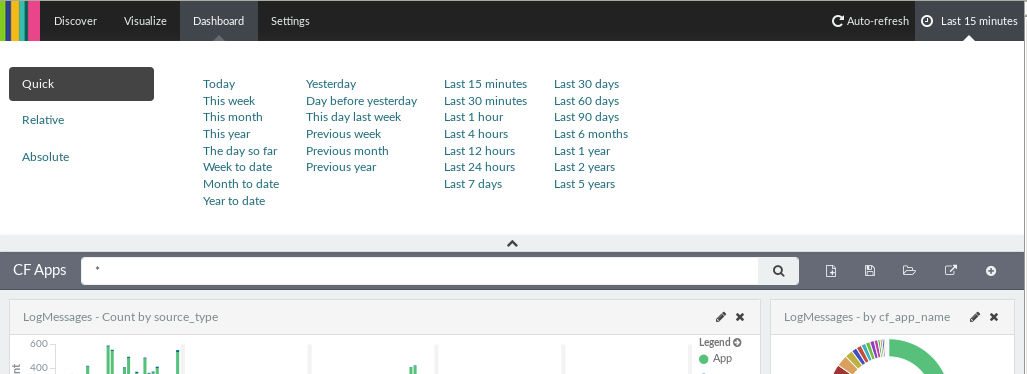 Discover Visualize Dashboard Settings Auto-refresh Last 15 minutes
Quick
Relative
Absolute
Today Yesterday Last 15 minutes Last 30 days
This week Day before yesterday Last 30 minutes Last 60 days
This month This day last week Last 1 hour Last 90 days
This year Previous week Last 4 hours Last 6 months
The day so far Previous month Last 12 hours Last 1 year
Week to date Previous year Last 24 hours Last 2 years
Month to date Last 7 days Last 5 years
Year to date
CF Apps *
LogMessages - Count by source_type LogMessages - by cf_app_name
600 Legend
App
400